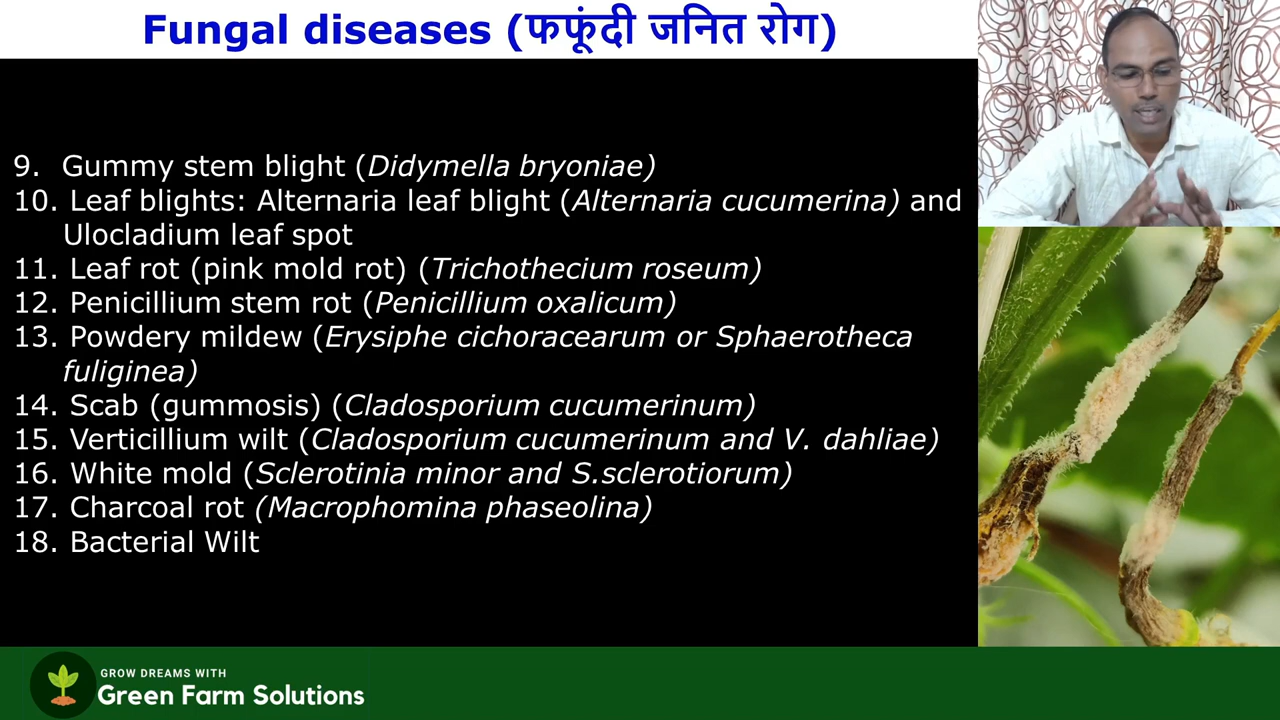 Fungal diseases (फफूंदी जनित रोग)
9. Gummy stem blight (Didymella bryoniae)
10. Leaf blights: Alternaria leaf blight (Alternaria cucumerina) and
Ulocladium leaf spot
11. Leaf rot (pink mold rot) (Trichothecium roseum)
12. Penicillium stem rot (Penicillium oxalicum)
13. Powdery mildew (Erysiphe cichoracearum or Sphaerotheca
fuliginea)
14. Scab (gummosis) (Cladosporium cucumerinum)
15. Verticillium wilt (Cladosporium cucumerinum and V. dahliae)
16. White mold (Sclerotinia minor and S.sclerotiorum)
17. Charcoal rot (Macrophomina phaseolina)
18. Bacterial Wilt
GROW DREAMS WITH
Green Farm Solutions